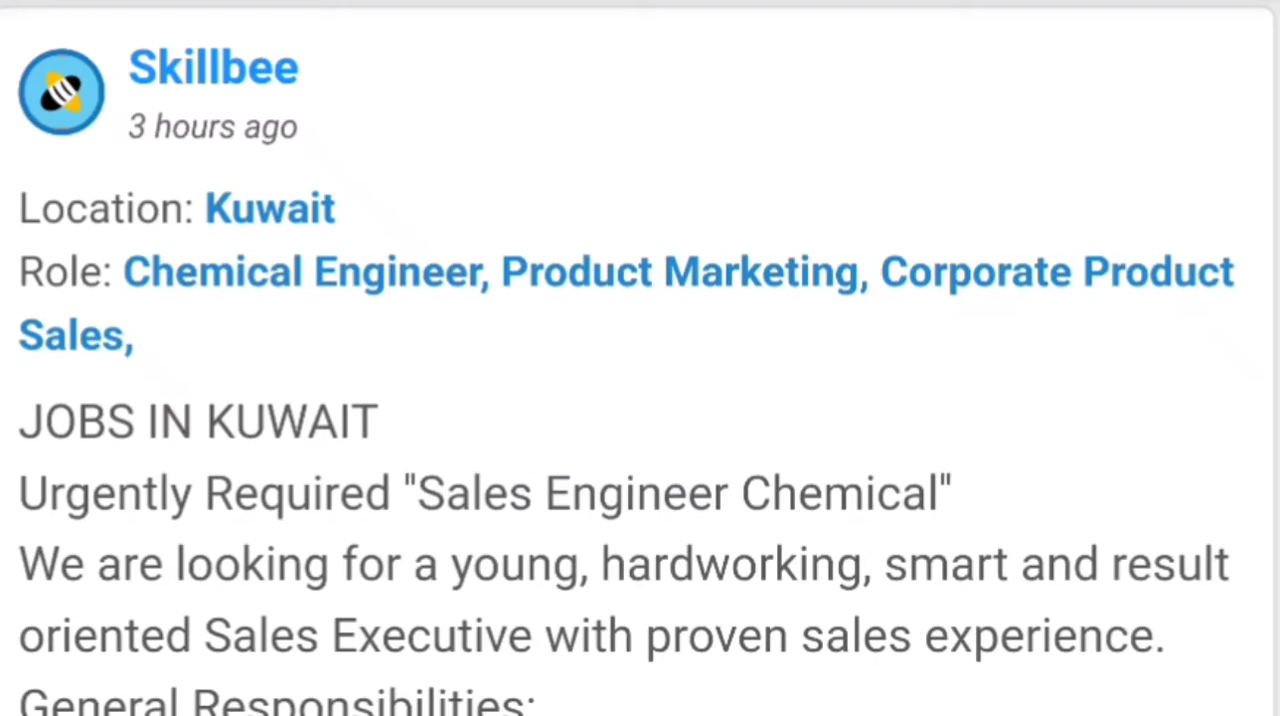 Skillbee
3 hours ago
Location: Kuwait
Role: Chemical Engineer, Product Marketing, Corporate Product
Sales,
JOBS IN KUWAIT
Urgently Required "Sales Engineer Chemical"
We are looking for a young, hardworking, smart and result
oriented Sales Executive with proven sales experience.
General Responsibilities: